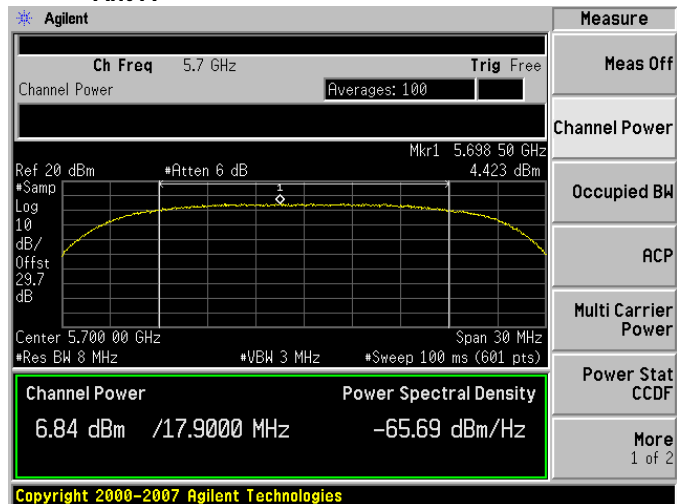 Agilent
Measure
Ch Freq 5.7 GHz Trig Free
Channel Power Averages: 100
Mkr1 5.698 50 GHz
Ref 20 dBm #Atten 6 dB 4.423 dBm
#Samp
Log
10
dB/
Offst
29.7
dB
1
Center 5.700 00 GHz Span 30 MHz
#Res BW 8 MHz #VBW 3 MHz #Sweep 100 ms (601 pts)
Channel Power Power Spectral Density
6.84 dBm /17.9000 MHz -65.69 dBm/Hz
Meas Off
Channel Power
Occupied BW
ACP
Multi Carrier
Power
Power Stat
CCDF
More
1 of 2
Copyright 2000-2007 Agilent Technologies